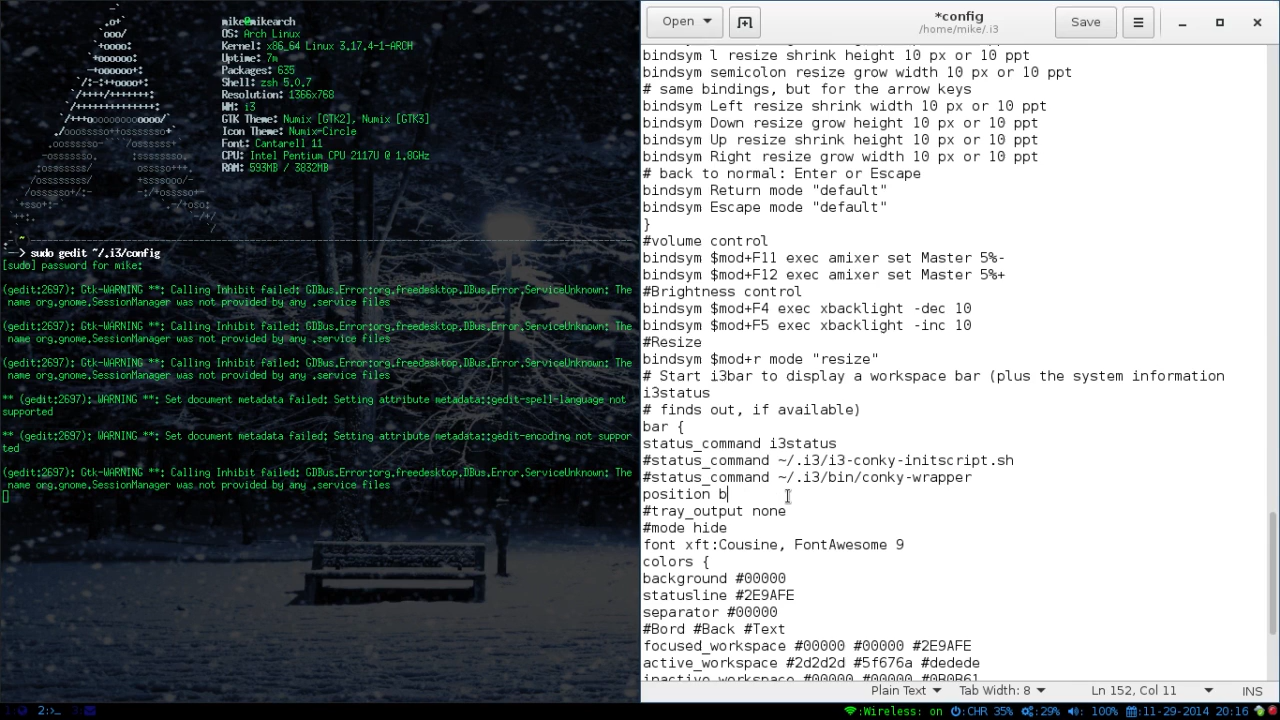 mike@mikearch
OS: Arch Linux
Kernel: x86_64 Linux 3.17.4-1-ARCH
Uptime: 7m
Packages: 635
Shell: zsh 5.0.7
Resolution: 1366x768
WM: i3
GTK Theme: Numix [GTK2], Numix [GTK3]
Icon Theme: Numix-Circle
Font: Cantarell 11
CPU: Intel Pentium CPU 2117U @ 1.8GHz
RAM: 593MB / 3832MB
~
--> sudo gedit ~/.i3/config
[sudo] password for mike:
(gedit:2697): Gtk-WARNING **: Calling Inhibit failed: GDBus.Error:org.freedesktop.DBus.Error.ServiceUnknown: The
name org.gnome.SessionManager was not provided by any .service files
(gedit:2697): Gtk-WARNING **: Calling Inhibit failed: GDBus.Error:org.freedesktop.DBus.Error.ServiceUnknown: The
name org.gnome.SessionManager was not provided by any .service files
(gedit:2697): Gtk-WARNING **: Calling Inhibit failed: GDBus.Error:org.freedesktop.DBus.Error.ServiceUnknown: The
name org.gnome.SessionManager was not provided by any .service files
** (gedit:2697): WARNING **: Set document metadata failed: Setting attribute metadata::gedit-spell-language not
supported
** (gedit:2697): WARNING **: Set document metadata failed: Setting attribute metadata::gedit-encoding not suppor
ted
(gedit:2697): Gtk-WARNING **: Calling Inhibit failed: GDBus.Error:org.freedesktop.DBus.Error.ServiceUnknown: The
name org.gnome.SessionManager was not provided by any .service files
Open
*config
/home/mike/.i3
Save
bindsym l resize shrink height 10 px or 10 ppt
bindsym semicolon resize grow width 10 px or 10 ppt
# same bindings, but for the arrow keys
bindsym Left resize shrink width 10 px or 10 ppt
bindsym Down resize grow height 10 px or 10 ppt
bindsym Up resize shrink height 10 px or 10 ppt
bindsym Right resize grow width 10 px or 10 ppt
# back to normal: Enter or Escape
bindsym Return mode "default"
bindsym Escape mode "default"
}
#volume control
bindsym $mod+F11 exec amixer set Master 5%-
bindsym $mod+F12 exec amixer set Master 5%+
#Brightness control
bindsym $mod+F4 exec xbacklight -dec 10
bindsym $mod+F5 exec xbacklight -inc 10
#Resize
bindsym $mod+r mode "resize"
# Start i3bar to display a workspace bar (plus the system information
i3status
# finds out, if available)
bar {
status_command i3status
#status_command ~/.i3/i3-conky-initscript.sh
#status_command ~/.i3/bin/conky-wrapper
position b
#tray_output none
#mode hide
font xft:Cousine, FontAwesome 9
colors {
background #00000
statusline #2E9AFE
separator #00000
#Bord #Back #Text
focused_workspace #00000 #00000 #2E9AFE
active_workspace #2d2d2d #5f676a #dedede
inactive_workspace #00000 #00000 #0B0B61
Plain Text
Tab Width: 8
Ln 152, Col 11
INS
1:
2:>_
3:
:Wireless: on :CHR 35% :29% : 100% :11-29-2014 20:16